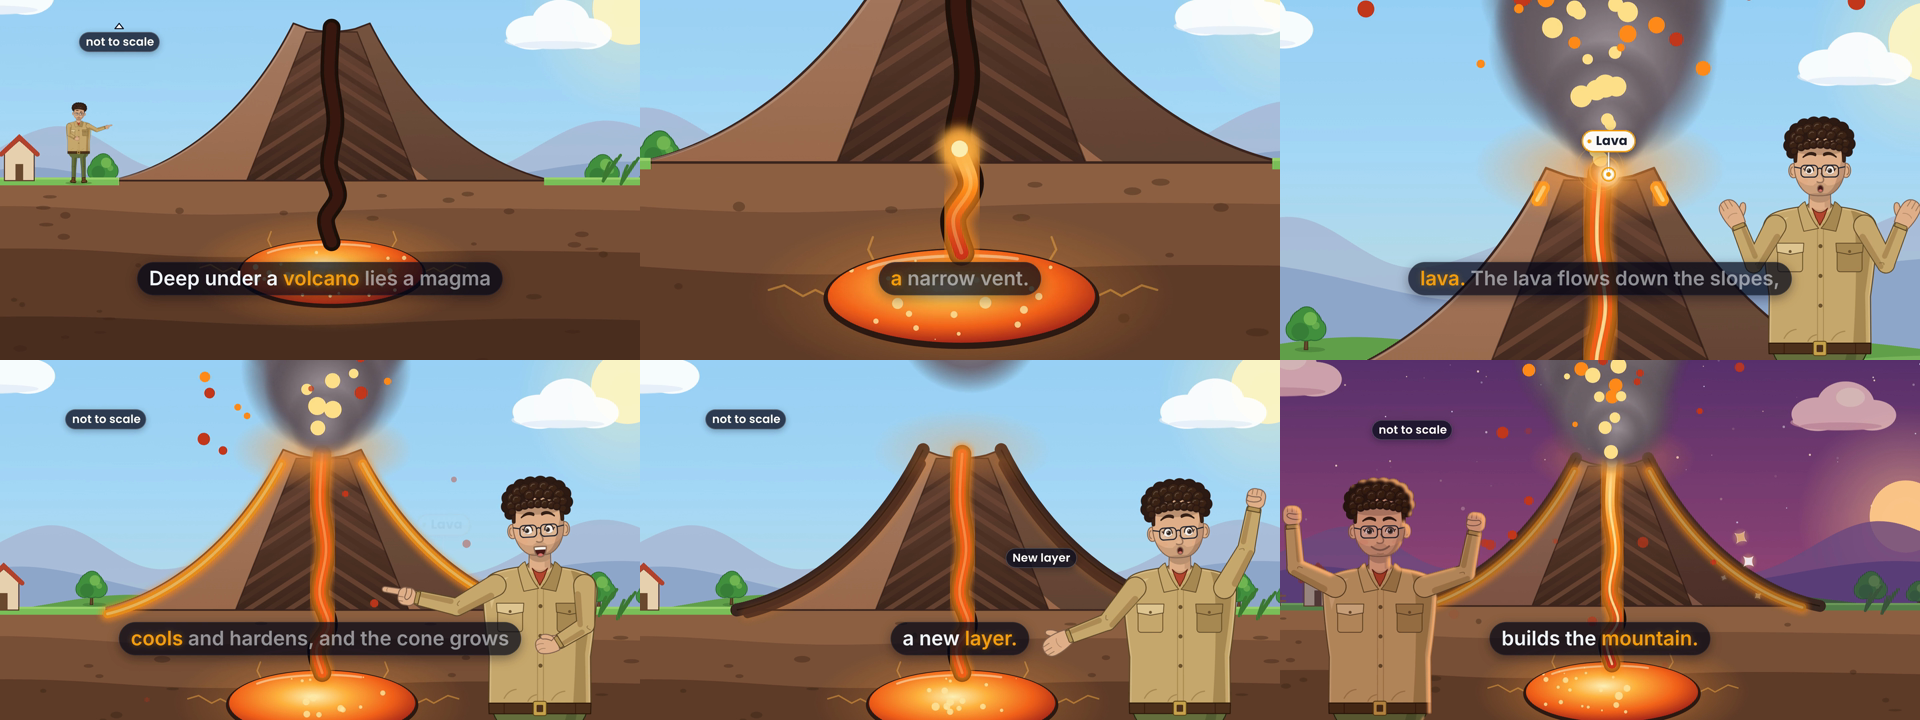 not to scale
Deep under a volcano lies a magma
a narrow vent.
Lava
lava. The lava flows down the slopes,
not to scale
Lava
cools and hardens, and the cone grows
not to scale
New layer
a new layer.
not to scale
builds the mountain.